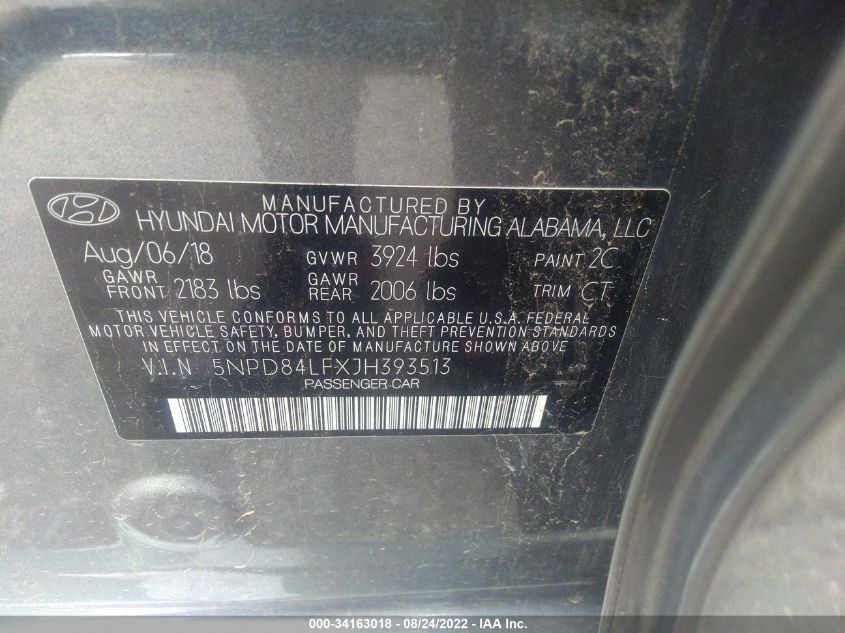 MANUFACTURED BY
HYUNDAI MOTOR MANUFACTURING ALABAMA, LLC
Aug/06/18 GVWR 3924 lbs PAINT 2C
GAWR FRONT 2183 lbs GAWR REAR 2006 lbs TRIM CT
THIS VEHICLE CONFORMS TO ALL APPLICABLE U.S.A. FEDERAL
MOTOR VEHICLE SAFETY, BUMPER, AND THEFT PREVENTION STANDARDS
IN EFFECT ON THE DATE OF MANUFACTURE SHOWN ABOVE
V.I.N 5NPD84LFXJH393513
PASSENGER CAR
000-34163018 - 08/24/2022 - IAA Inc.